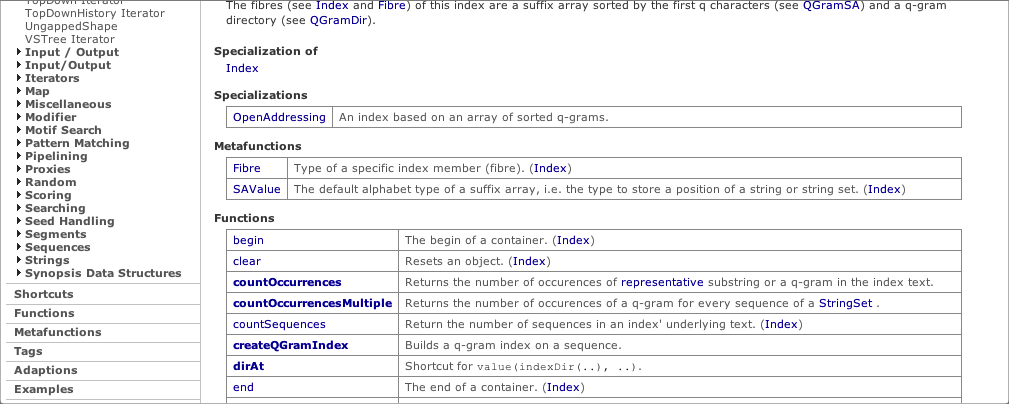 TopDown Iterator
TopDownHistory Iterator
UngappedShape
VSTree Iterator
Input / Output
Input/Output
Iterators
Map
Miscellaneous
Modifier
Motif Search
Pattern Matching
Pipelining
Proxies
Random
Scoring
Searching
Seed Handling
Segments
Sequences
Strings
Synopsis Data Structures
Shortcuts
Functions
Metafunctions
Tags
Adaptions
Examples
The fibres (see Index and Fibre) of this index are a suffix array sorted by the first q characters (see QGramSA) and a q-gram
directory (see QGramDir).
Specialization of
Index
Specializations
OpenAddressing An index based on an array of sorted q-grams.
Metafunctions
Fibre Type of a specific index member (fibre). (Index)
SAValue The default alphabet type of a suffix array, i.e. the type to store a position of a string or string set. (Index)
Functions
begin The begin of a container. (Index)
clear Resets an object. (Index)
countOccurrences Returns the number of occurences of representative substring or a q-gram in the index text.
countOccurrencesMultiple Returns the number of occurences of a q-gram for every sequence of a StringSet .
countSequences Return the number of sequences in an index' underlying text. (Index)
createQGramIndex Builds a q-gram index on a sequence.
dirAt Shortcut for value(indexDir(..), ..).
end The end of a container. (Index)